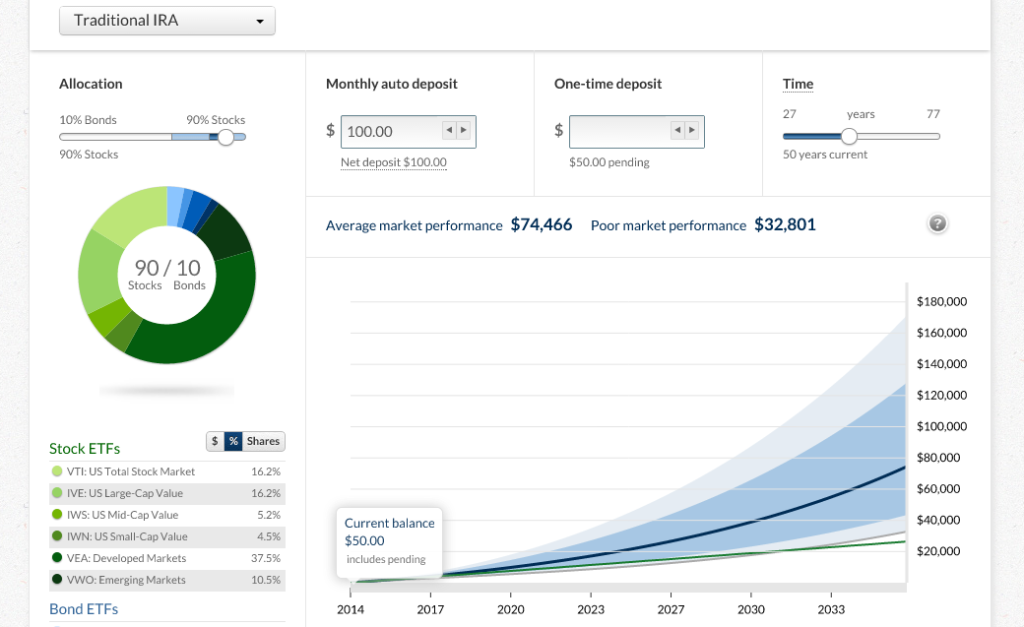 Traditional IRA
Allocation
10% Bonds 90% Stocks
90% Stocks
Monthly auto deposit
$ 100.00
Net deposit $100.00
One-time deposit
$
$50.00 pending
Time
27 years 77
50 years current
90 / 10
Stocks Bonds
Average market performance $74,466 Poor market performance $32,801 ?
$180,000
$160,000
$140,000
$120,000
$100,000
$80,000
$60,000
$40,000
$20,000
Current balance
$50.00
includes pending
2014 2017 2020 2023 2027 2030 2033
Stock ETFs $ % Shares
VTI: US Total Stock Market 16.2%
IVE: US Large-Cap Value 16.2%
IWS: US Mid-Cap Value 5.2%
IWN: US Small-Cap Value 4.5%
VEA: Developed Markets 37.5%
VWO: Emerging Markets 10.5%
Bond ETFs